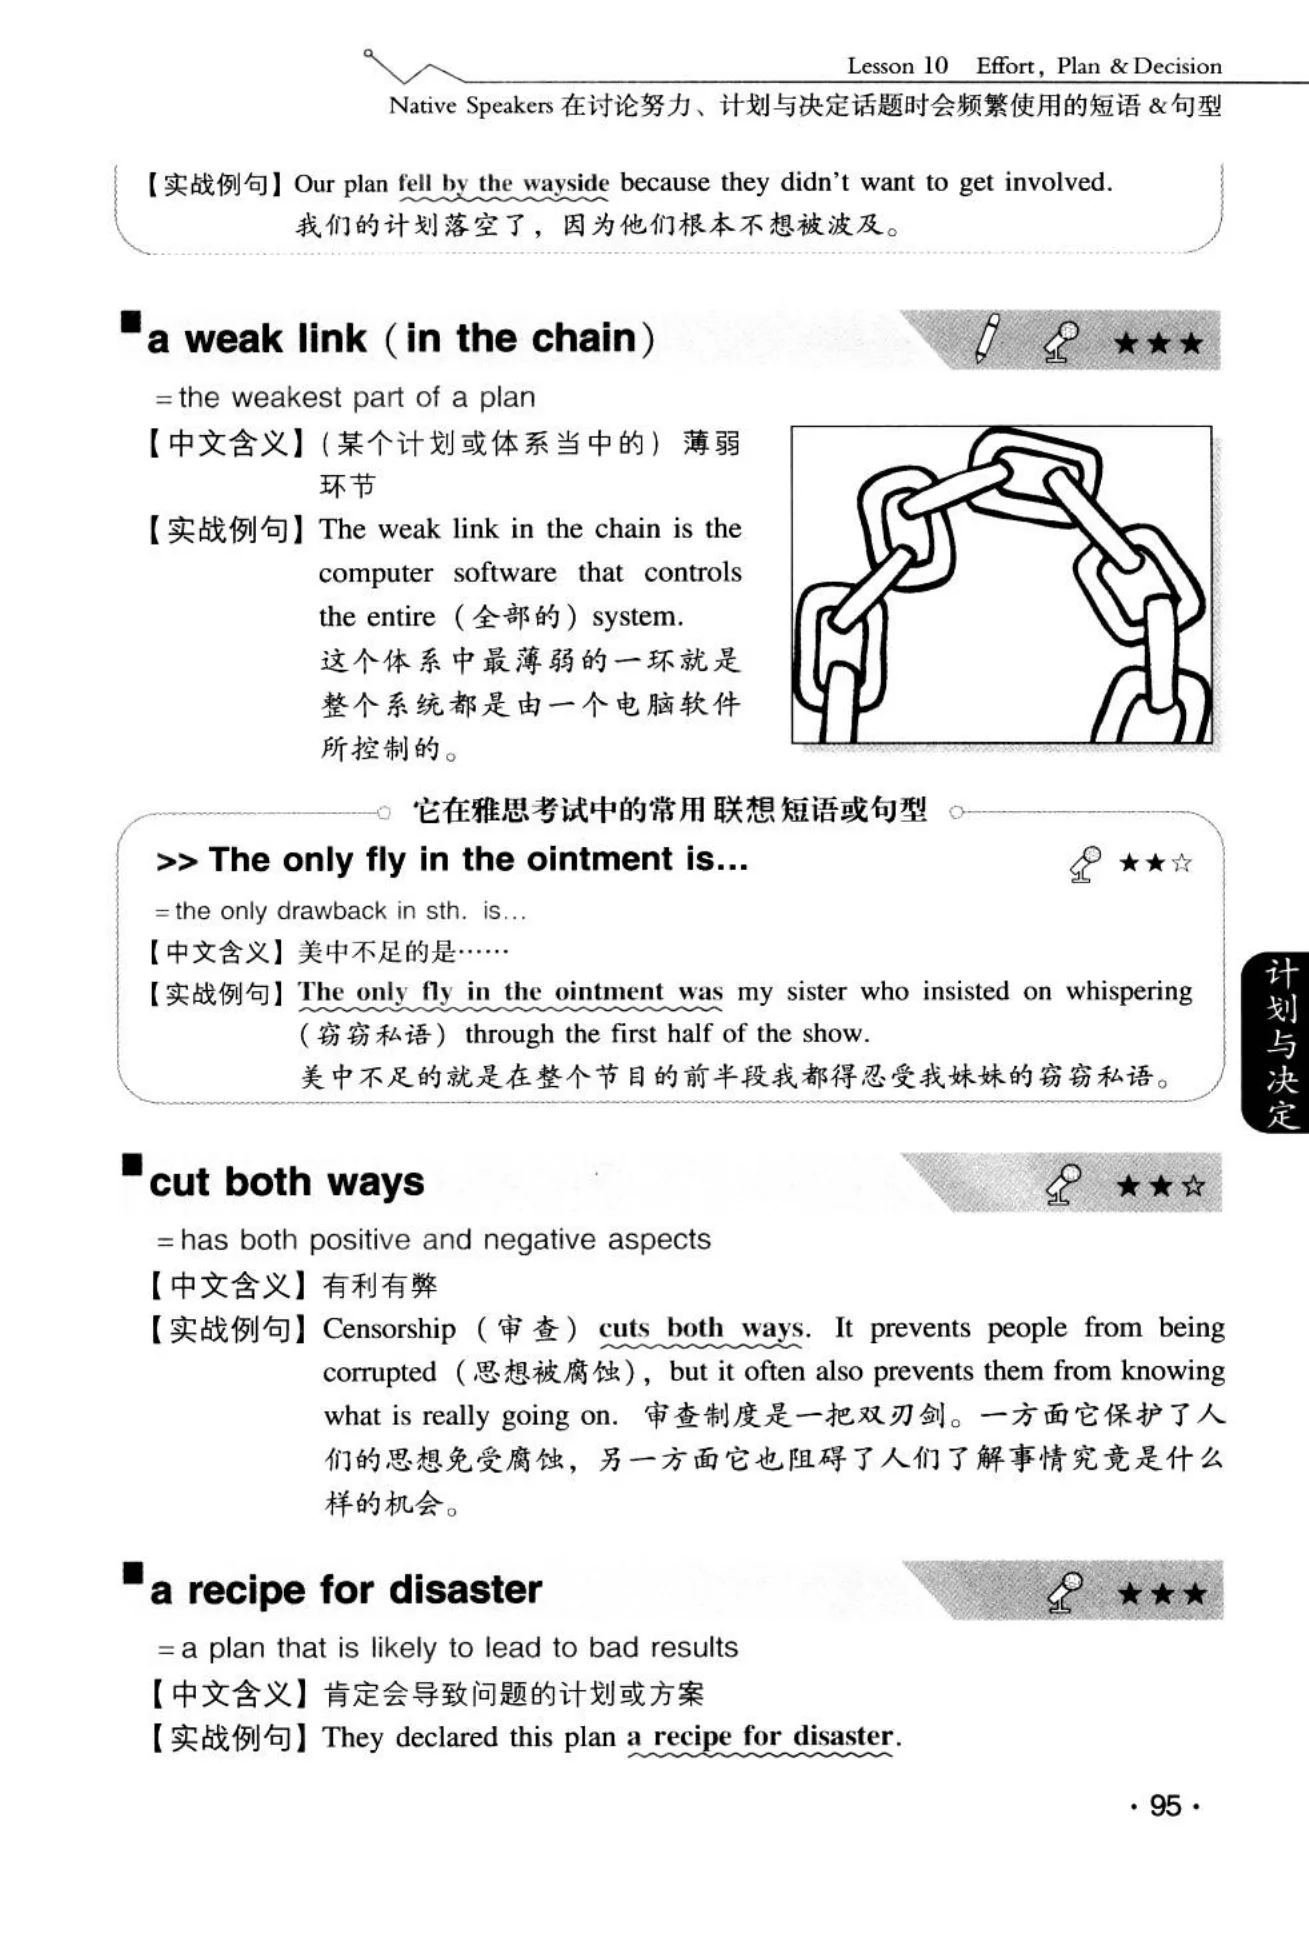 Lesson 10 Effort, Plan & Decision
Native Speakers 在讨论努力、计划与决定话题时会频繁使用的短语 & 句型
【实战例句】Our plan fell by the wayside because they didn't want to get involved.
我们的计划落空了，因为他们根本不想被波及。
■a weak link (in the chain) ★★★
=the weakest part of a plan
【中文含义】(某个计划或体系当中的) 薄弱
环节
【实战例句】The weak link in the chain is the
computer software that controls
the entire (全部的) system.
这个体系中最薄弱的一环就是
整个系统都是由一个电脑软件
所控制的。
它在雅思考试中的常用联想短语或句型
>> The only fly in the ointment is... ★★☆
=the only drawback in sth. is...
【中文含义】美中不足的是……
【实战例句】The only fly in the ointment was my sister who insisted on whispering
(窃窃私语) through the first half of the show.
美中不足的就是在整个节目的前半段我都得忍受我妹妹的窃窃私语。
计划与决定
■cut both ways ★★☆
=has both positive and negative aspects
【中文含义】有利有弊
【实战例句】Censorship (审查) cuts both ways. It prevents people from being
corrupted (思想被腐蚀), but it often also prevents them from knowing
what is really going on. 审查制度是一把双刃剑。一方面它保护了人
们的思想免受腐蚀，另一方面它也阻碍了人们了解事情究竟是什么
样的机会。
■a recipe for disaster ★★★
=a plan that is likely to lead to bad results
【中文含义】肯定会导致问题的计划或方案
【实战例句】They declared this plan a recipe for disaster.
· 95 ·